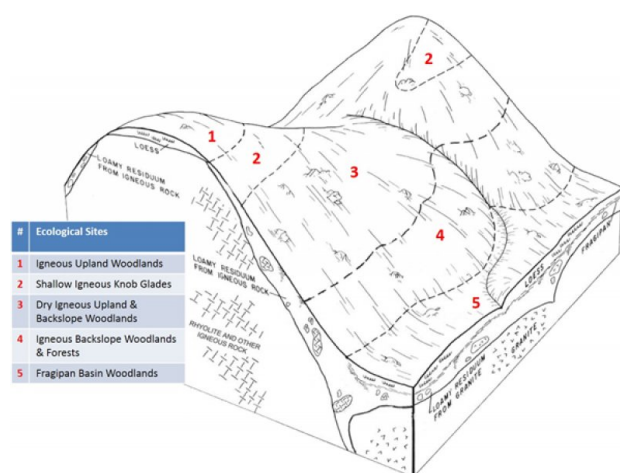 2
1
2
3
4
5
LOESS
LOAMY RESIDUUM
FROM IGNEOUS ROCK
LOAMY RESIDUUM
FROM IGNEOUS ROCK
RHYOLITE AND OTHER
IGNEOUS ROCK
LOESS
FRAGIPAN
GRANITE
LOAMY RESIDUUM
FROM GRANITE
# Ecological Sites
1 Igneous Upland Woodlands
2 Shallow Igneous Knob Glades
3 Dry Igneous Upland &
Backslope Woodlands
4 Igneous Backslope Woodlands
& Forests
5 Fragipan Basin Woodlands